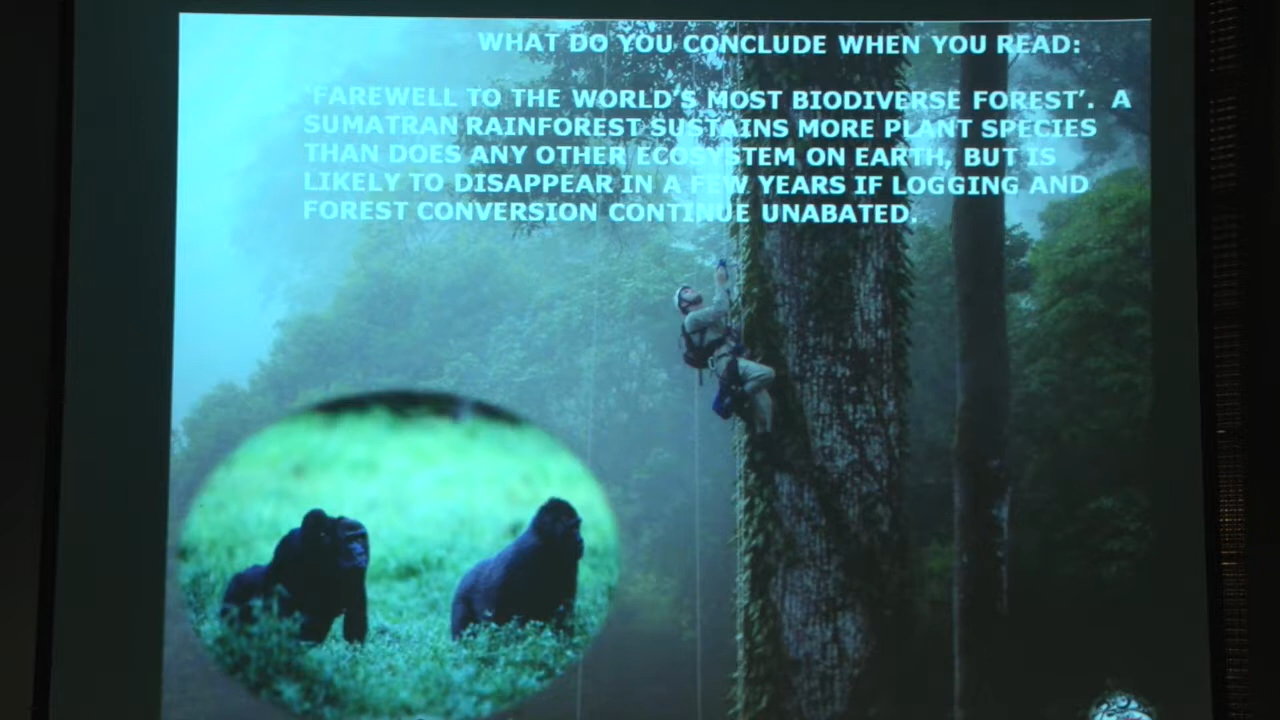 WHAT DO YOU CONCLUDE WHEN YOU READ:
'FAREWELL TO THE WORLD'S MOST BIODIVERSE FOREST'. A
SUMATRAN RAINFOREST SUSTAINS MORE PLANT SPECIES
THAN DOES ANY OTHER ECOSYSTEM ON EARTH, BUT IS
LIKELY TO DISAPPEAR IN A FEW YEARS IF LOGGING AND
FOREST CONVERSION CONTINUE UNABATED.